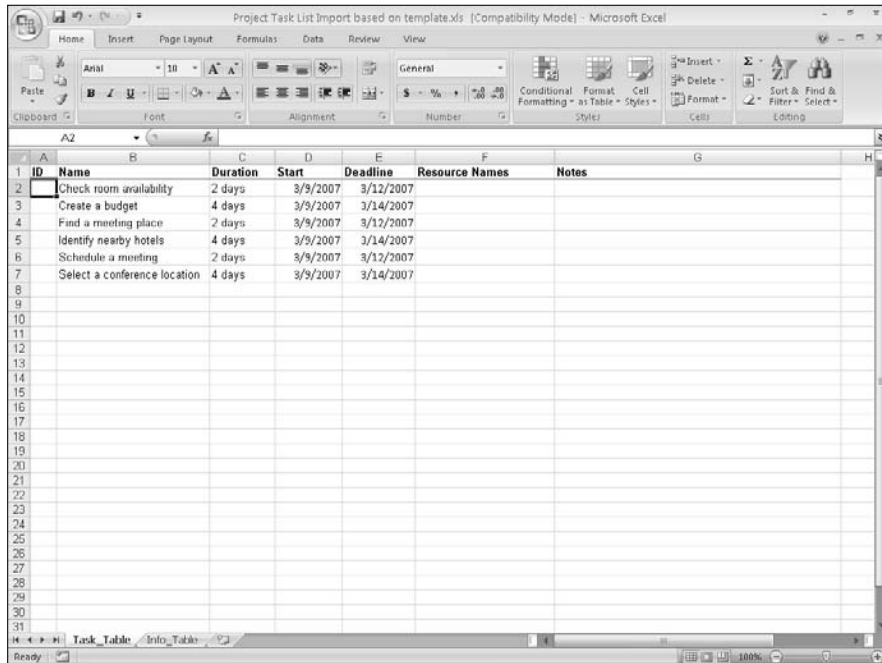 Project Task List Import based on template.xls [Compatibility Mode] - Microsoft Excel
Home Insert Page Layout Formulas Data Review View
Paste
Arial 10
General
B I U
$ % ,
Conditional Formatting
Format as Table
Cell Styles
Insert
Delete
Format
Sort & Filter
Find & Select
Clipboard Font Alignment Number Styles Cells Editing
A2 fx
A B C D E F G H
1 ID Name Duration Start Deadline Resource Names Notes
2 Check room availability 2 days 3/9/2007 3/12/2007
3 Create a budget 4 days 3/9/2007 3/14/2007
4 Find a meeting place 2 days 3/9/2007 3/12/2007
5 Identify nearby hotels 4 days 3/9/2007 3/14/2007
6 Schedule a meeting 2 days 3/9/2007 3/12/2007
7 Select a conference location 4 days 3/9/2007 3/14/2007
8
9
10
11
12
13
14
15
16
17
18
19
20
21
22
23
24
25
26
27
28
29
30
31
Task_Table Info_Table
Ready 100%